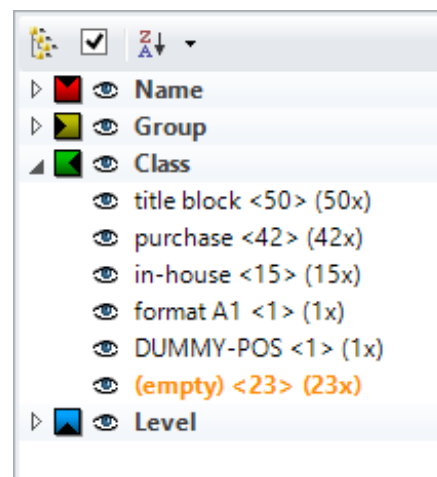 Z
A
Name
Group
Class
title block <50> (50x)
purchase <42> (42x)
in-house <15> (15x)
format A1 <1> (1x)
DUMMY-POS <1> (1x)
(empty) <23> (23x)
Level